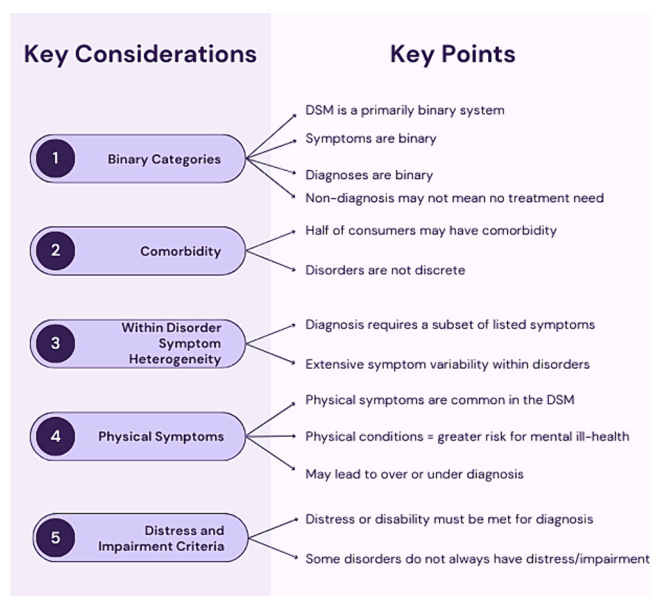 Key Considerations
Key Points
1
Binary Categories
DSM is a primarily binary system
Symptoms are binary
Diagnoses are binary
Non-diagnosis may not mean no treatment need
2
Comorbidity
Half of consumers may have comorbidity
Disorders are not discrete
3
Within Disorder
Symptom
Heterogeneity
Diagnosis requires a subset of listed symptoms
Extensive symptom variability within disorders
4
Physical Symptoms
Physical symptoms are common in the DSM
Physical conditions = greater risk for mental ill-health
May lead to over or under diagnosis
5
Distress and
Impairment Criteria
Distress or disability must be met for diagnosis
Some disorders do not always have distress/impairment